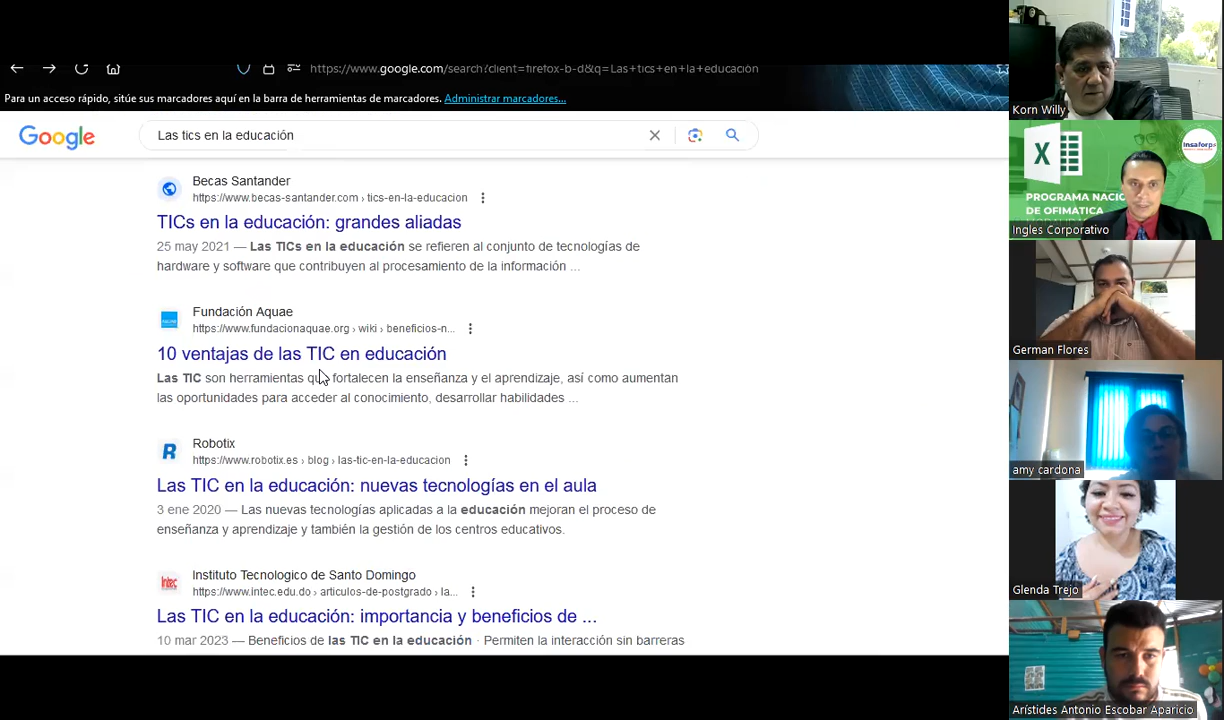 https://www.google.com/search?client=firefox-b-d&q=Las+tics+en+la+educación
Para un acceso rápido, sitúe sus marcadores aquí en la barra de herramientas de marcadores. Administrar marcadores...
Google
Las tics en la educación
Becas Santander
https://www.becas-santander.com › tics-en-la-educacion
TICs en la educación: grandes aliadas
25 may 2021 — Las TICs en la educación se refieren al conjunto de tecnologías de
hardware y software que contribuyen al procesamiento de la información ...
Fundación Aquae
https://www.fundacionaquae.org › wiki › beneficios-n...
10 ventajas de las TIC en educación
Las TIC son herramientas que fortalecen la enseñanza y el aprendizaje, así como aumentan
las oportunidades para acceder al conocimiento, desarrollar habilidades ...
Robotix
https://www.robotix.es › blog › las-tic-en-la-educacion
Las TIC en la educación: nuevas tecnologías en el aula
3 ene 2020 — Las nuevas tecnologías aplicadas a la educación mejoran el proceso de
enseñanza y aprendizaje y también la gestión de los centros educativos.
Intec
Instituto Tecnologico de Santo Domingo
https://www.intec.edu.do › articulos-de-postgrado › la...
Las TIC en la educación: importancia y beneficios de ...
10 mar 2023 — Beneficios de las TIC en la educación · Permiten la interacción sin barreras
Korn Willy
X
Insaforp
PROGRAMA NACIO
DE OFIMATICA
Ingles Corporativo
German Flores
amy cardona
Glenda Trejo
Arístides Antonio Escobar Aparicio